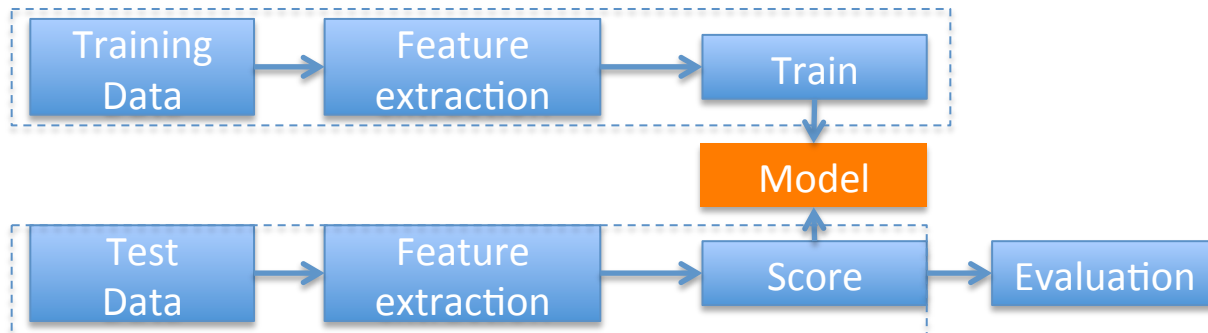 Training
Data
Feature
extraction
Train
Model
Test
Data
Feature
extraction
Score
Evaluation